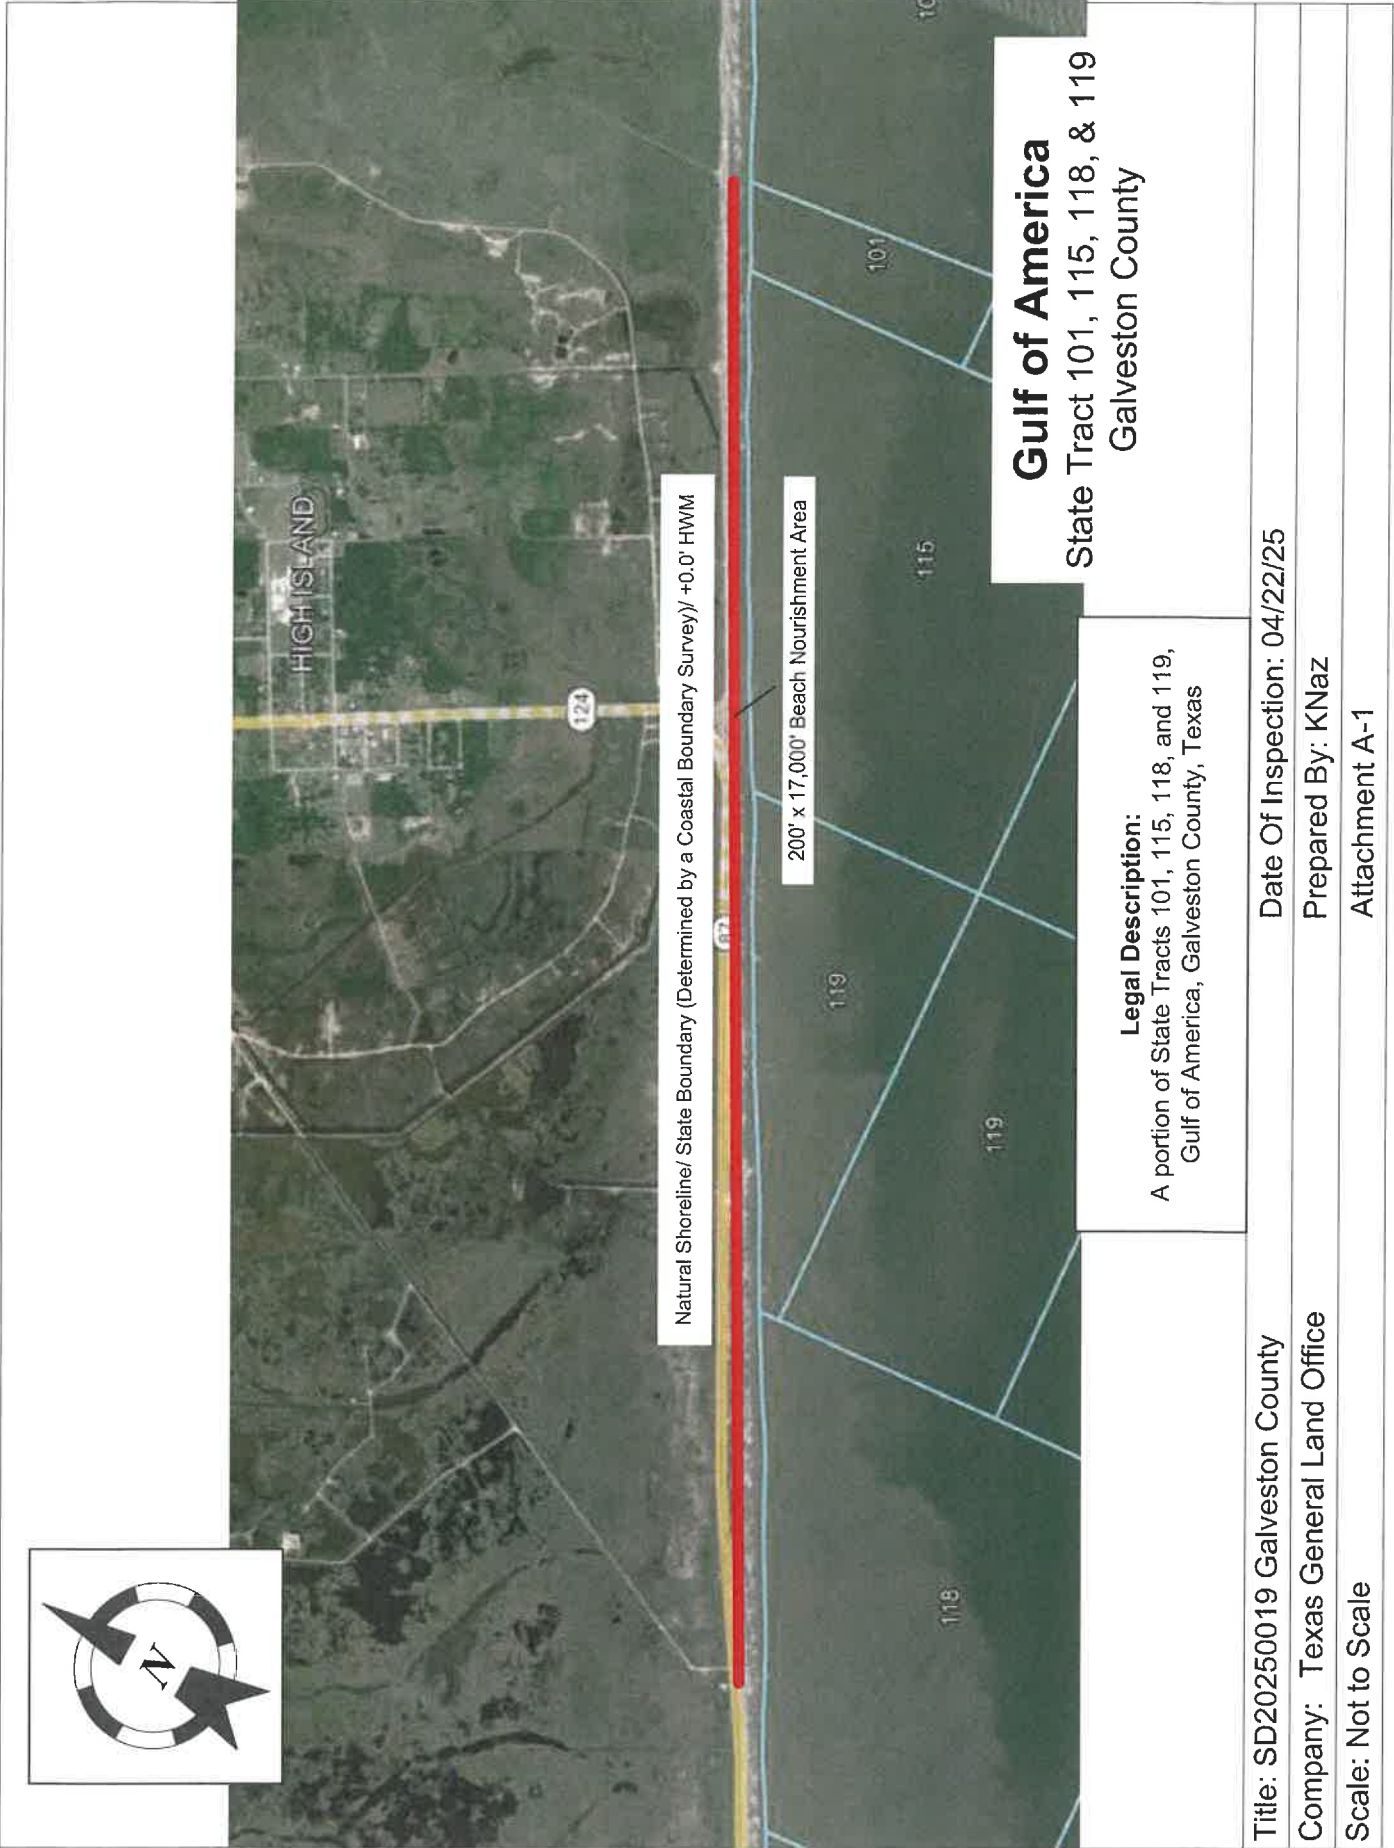 N
HIGH ISLAND
124
Natural Shoreline/ State Boundary (Determined by a Coastal Boundary Survey)/ +0.0' HWM
87
200' x 17,000' Beach Nourishment Area
10
101
115
119
119
118
Gulf of America
State Tract 101, 115, 118, & 119
Galveston County
Legal Description:
A portion of State Tracts 101, 115, 118, and 119,
Gulf of America, Galveston County, Texas
Title: SD20250019 Galveston County
Date Of Inspection: 04/22/25
Company: Texas General Land Office
Prepared By: KNaz
Scale: Not to Scale
Attachment A-1